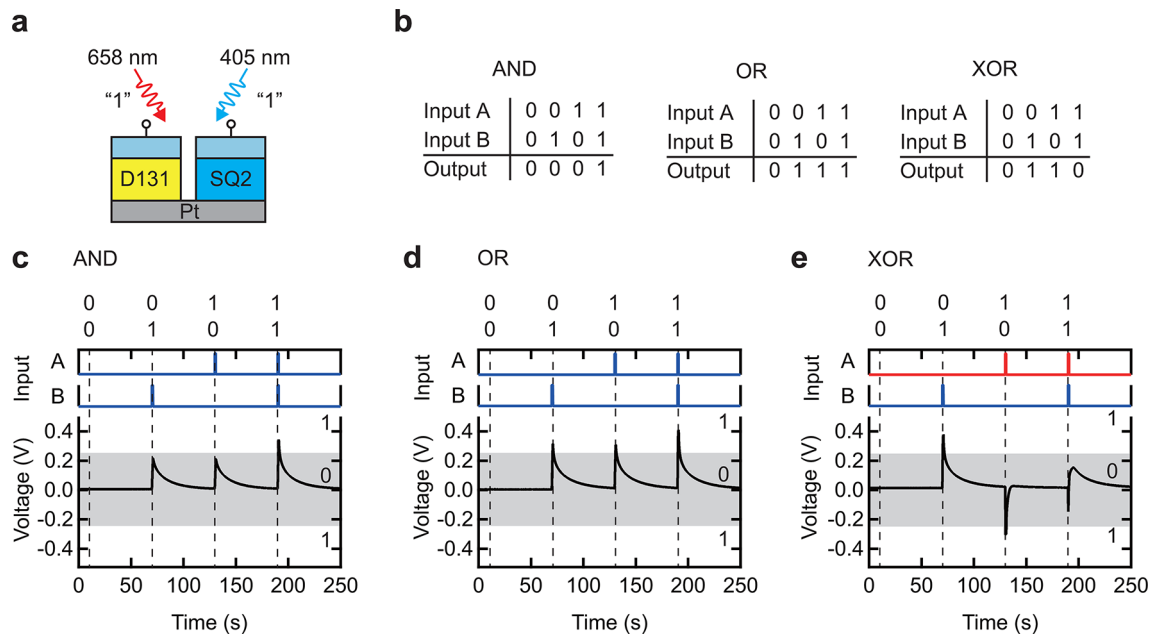 a
658 nm 405 nm
“1” “1”
D131 SQ2
Pt
b
AND
Input A 0 0 1 1
Input B 0 1 0 1
Output 0 0 0 1
OR
Input A 0 0 1 1
Input B 0 1 0 1
Output 0 1 1 1
XOR
Input A 0 0 1 1
Input B 0 1 0 1
Output 0 1 1 0
c AND
0 0 1 1
0 1 0 1
Input
A
B
Voltage (V)
0.4
0.2
0.0
-0.2
-0.4
1
0
1
0 50 100 150 200 250
Time (s)
d OR
0 0 1 1
0 1 0 1
Input
A
B
Voltage (V)
0.4
0.2
0.0
-0.2
-0.4
1
0
1
0 50 100 150 200 250
Time (s)
e XOR
0 0 1 1
0 1 0 1
Input
A
B
Voltage (V)
0.4
0.2
0.0
-0.2
-0.4
1
0
1
0 50 100 150 200 250
Time (s)